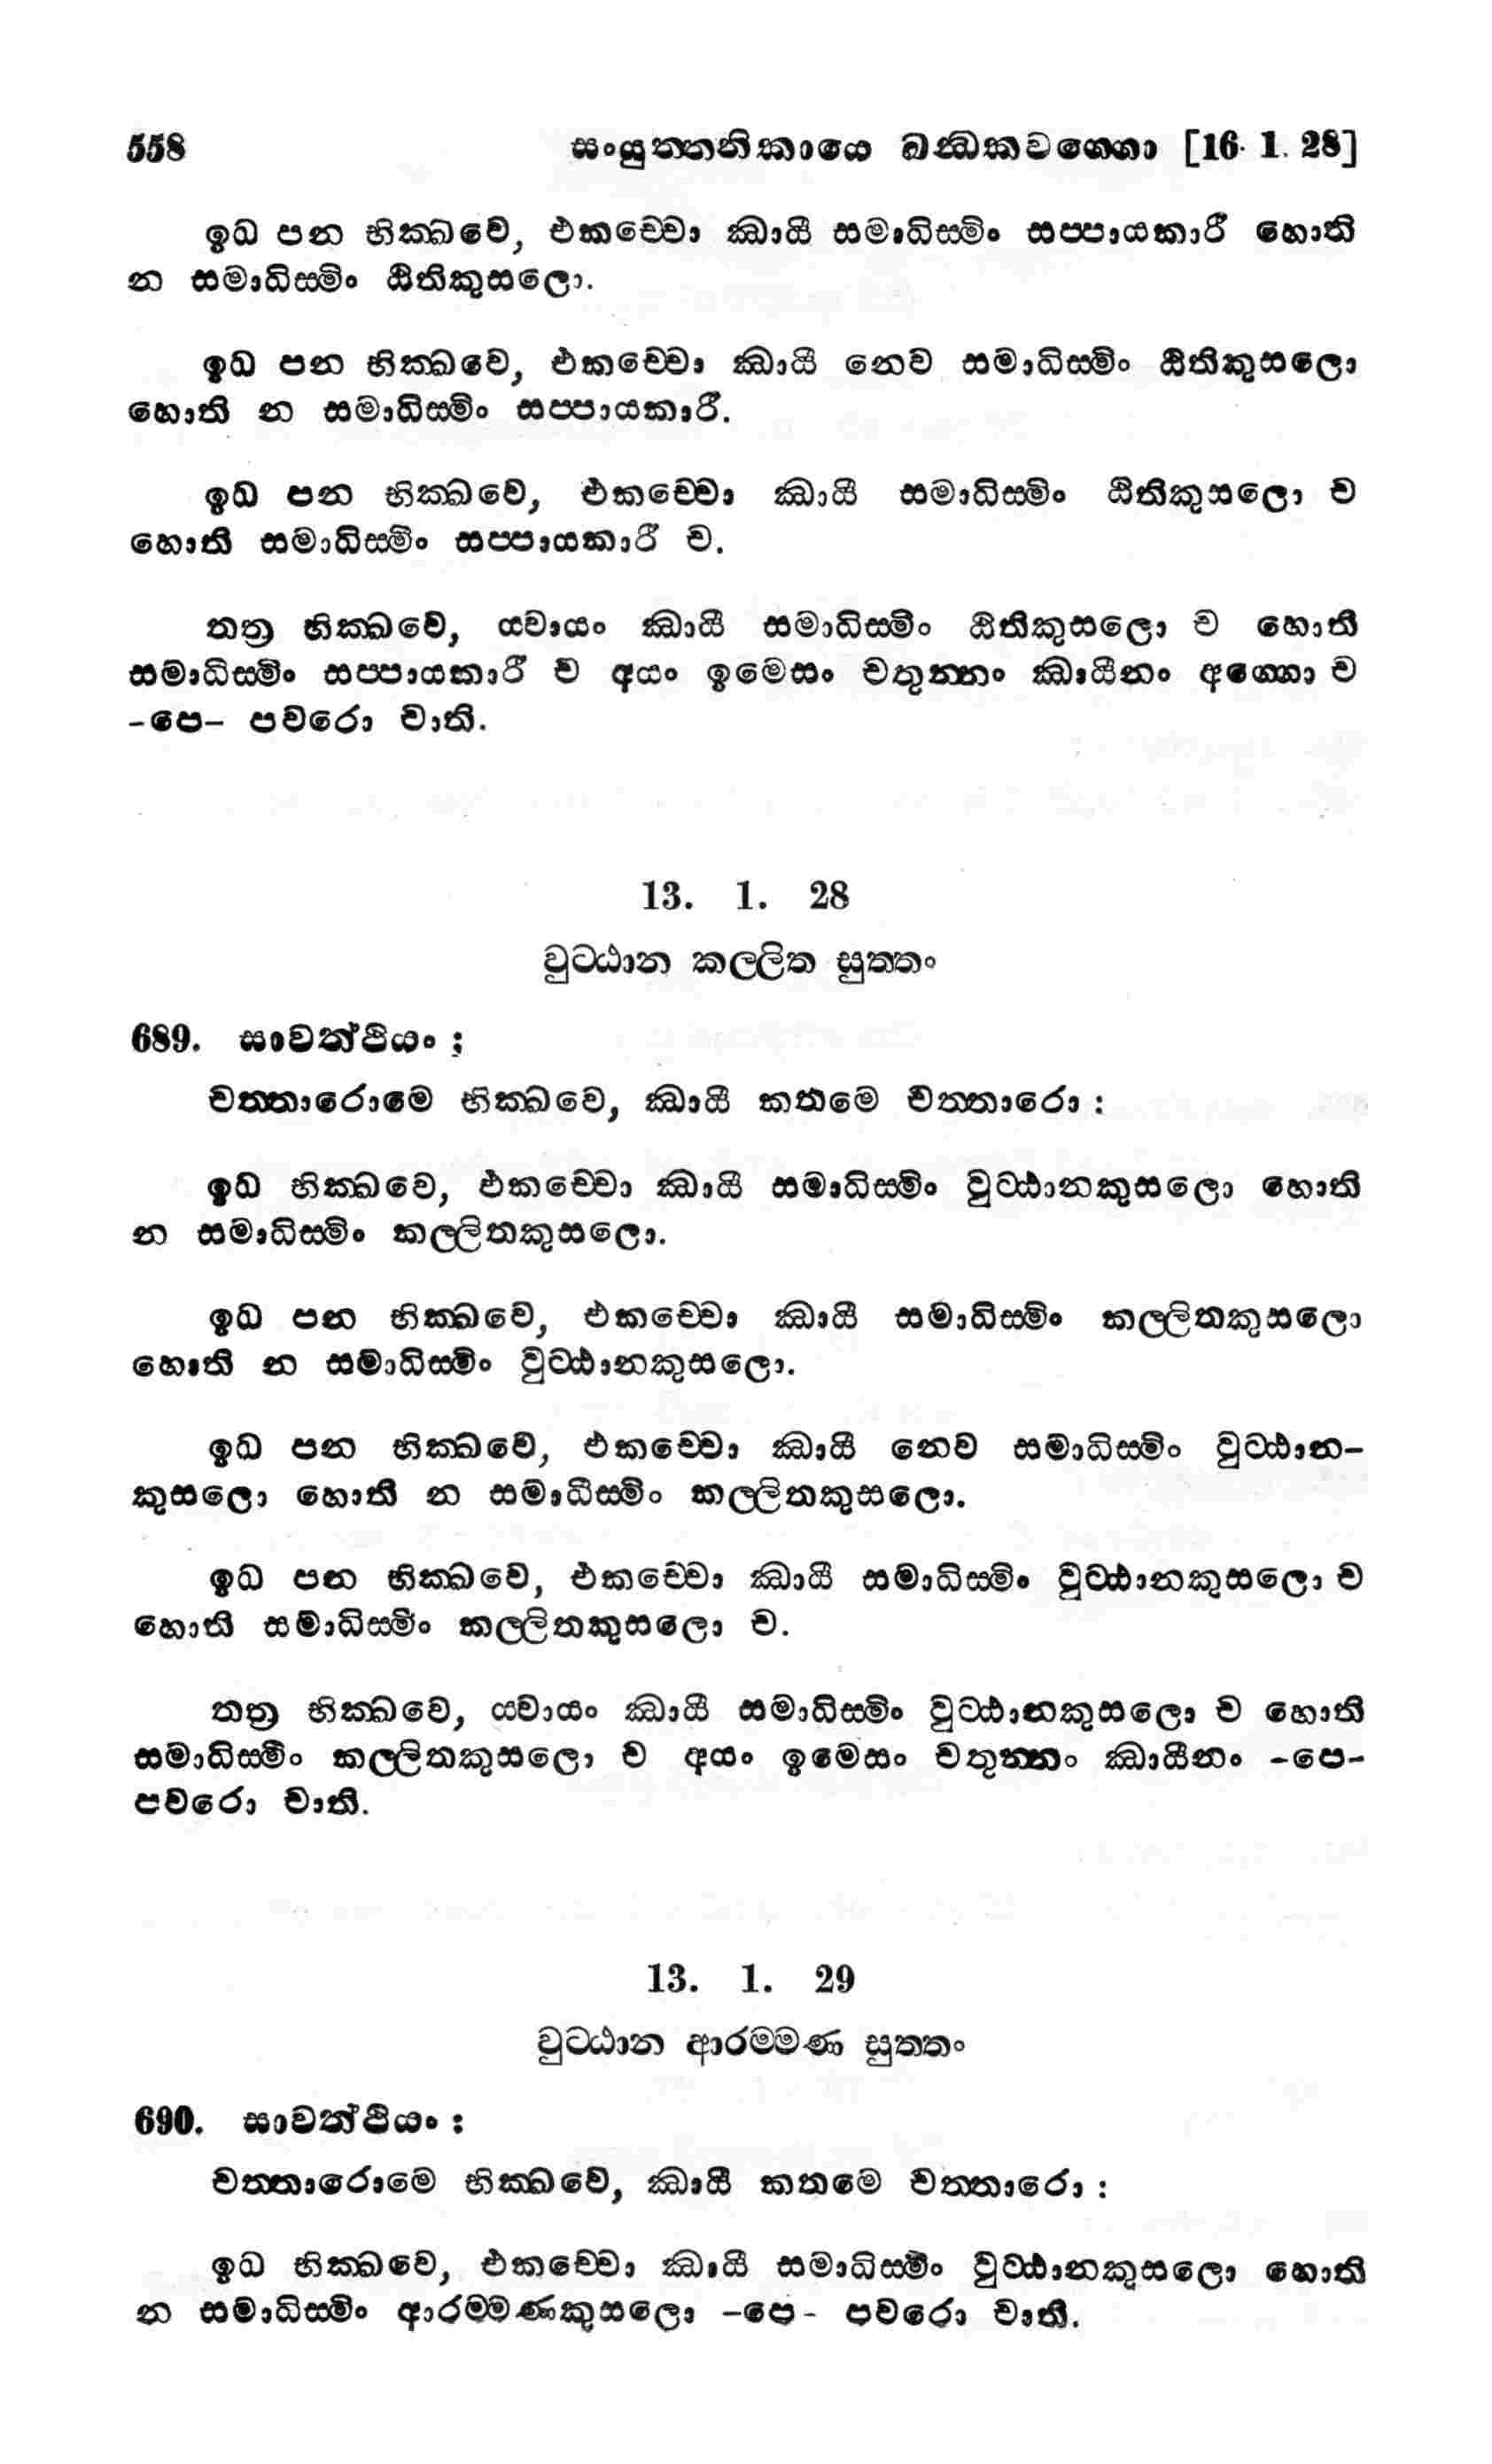 558 සංයුත්තනිකායෙ ඛන්ධකවග්ගො [16. 1. 28]
ඉධ පන භික්ඛවෙ, එකච්චො ඣායී සමාධිස්මිං සප්පායකාරී හොති
න සමාධිස්මිං ඨිතිකුසලො.
ඉධ පන භික්ඛවෙ, එකච්චො ඣායී නෙව සමාධිස්මිං ඨිතිකුසලො
හොති න සමාධිස්මිං සප්පායකාරී.
ඉධ පන භික්ඛවෙ, එකච්චො ඣායී සමාධිස්මිං ඨිතිකුසලො ච
හොති සමාධිස්මිං සප්පායකාරී ච.
තත්‍ර භික්ඛවෙ, ය්වායං ඣායී සමාධිස්මිං ඨිතිකුසලො ච හොති
සමාධිස්මිං සප්පායකාරී ච අයං ඉමෙසං චතුන්නං ඣායීනං අග්ගො ච
-පෙ- පවරො චාති.
13. 1. 28
වුට්ඨාන කල්ලිත සුත්තං
689. සාවත්ථියං ;
චත්තාරොමෙ භික්ඛවෙ, ඣායී කතමෙ චත්තාරො :
ඉධ භික්ඛවෙ, එකච්චො ඣායී සමාධිස්මිං වුට්ඨානකුසලො හොති
න සමාධිස්මිං කල්ලිතකුසලො.
ඉධ පන භික්ඛවෙ, එකච්චො ඣායී සමාධිස්මිං කල්ලිතකුසලො
හොති න සමාධිස්මිං වුට්ඨානකුසලො.
ඉධ පන භික්ඛවෙ, එකච්චො ඣායී නෙව සමාධිස්මිං වුට්ඨාන-
කුසලො හොති න සමාධිස්මිං කල්ලිතකුසලො.
ඉධ පන භික්ඛවෙ, එකච්චො ඣායී සමාධිස්මිං වුට්ඨානකුසලො ච
හොති සමාධිස්මිං කල්ලිතකුසලො ච.
තත්‍ර භික්ඛවෙ, ය්වායං ඣායී සමාධිස්මිං වුට්ඨානකුසලො ච හොති
සමාධිස්මිං කල්ලිතකුසලො ච අයං ඉමෙසං චතුන්නං ඣායීනං -පෙ-
පවරො චාති.
13. 1. 29
වුට්ඨාන ආරම්මණ සුත්තං
690. සාවත්ථියං :
චත්තාරොමෙ භික්ඛවෙ, ඣායී කතමෙ චත්තාරො :
ඉධ භික්ඛවෙ, එකච්චො ඣායී සමාධිස්මිං වුට්ඨානකුසලො හොති
න සමාධිස්මිං ආරම්මණකුසලො -පෙ- පවරො චාති.